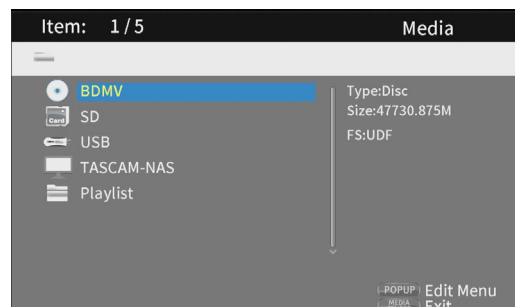 Item: 1/5
Media
BDMV
SD
USB
TASCAM-NAS
Playlist
Type:Disc
Size:47730.875M
FS:UDF
Card
POPUP Edit Menu
MEDIA Exit